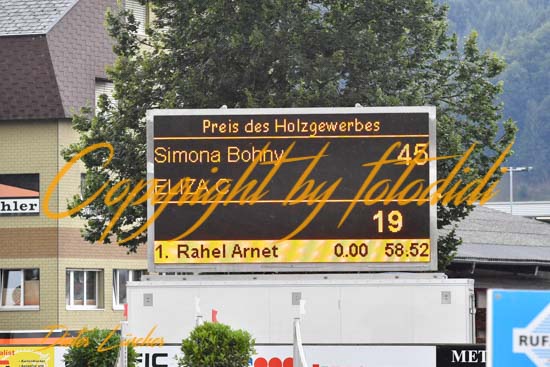 Preis des Holzgewerbes
Simona Bohny 45
ELAZA C
19
1. Rahel Arnet 0.00 58.52
Copyright by fotodidi
hler
MET
RUF